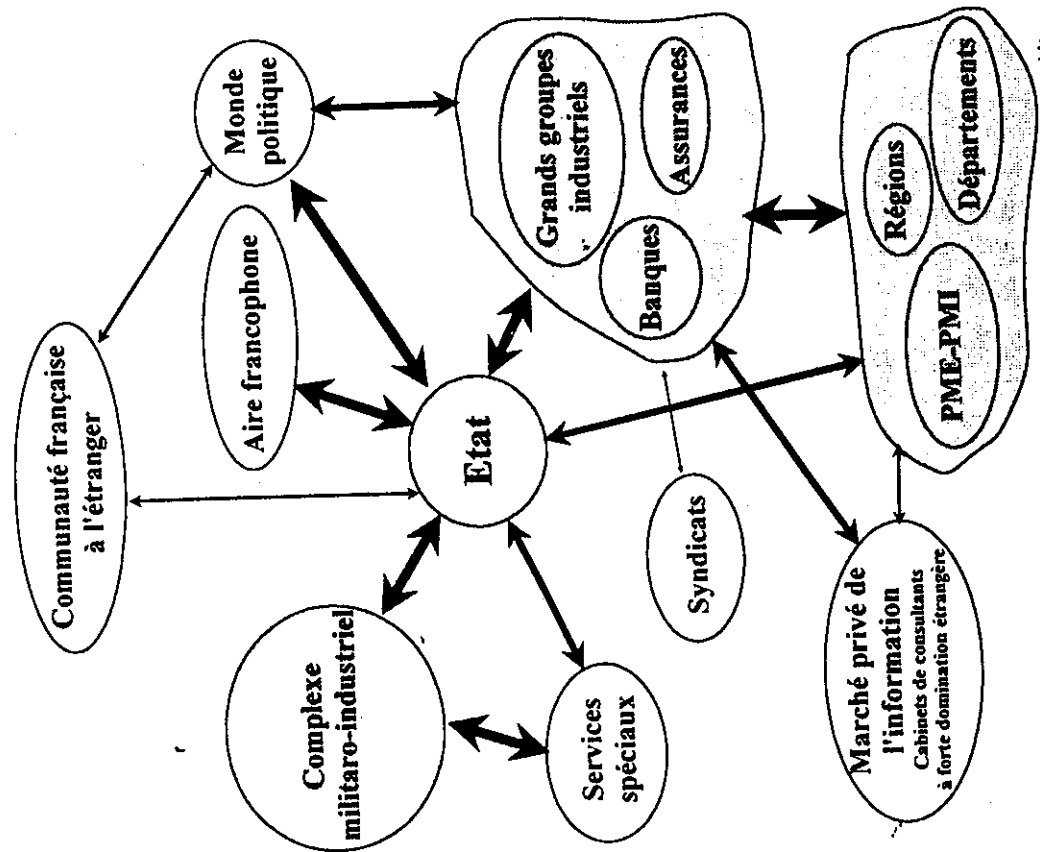 Communauté française
à l'étranger
Monde
politique
Aire francophone
Complexe
militaro-industriel
Etat
Grands groupes
industriels
Banques
Assurances
Services
spéciaux
Syndicats
Marché privé de
l'information
Cabinets de consultants
à forte domination étrangère
PME-PMI
Régions
Départements